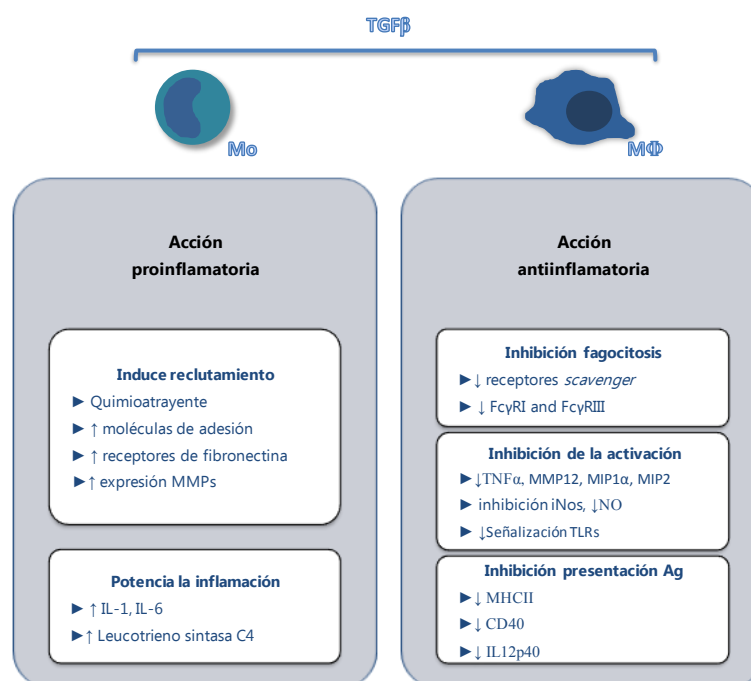 TGFβ
Mo
MΦ
Acción
proinflamatoria
Induce reclutamiento
► Quimioatrayente
► ↑ moléculas de adesión
► ↑ receptores de fibronectina
►↑ expresión MMPs
Potencia la inflamación
► ↑ IL-1, IL-6
►↑ Leucotrieno sintasa C4
Acción
antiinflamatoria
Inhibición fagocitosis
►↓ receptores scavenger
► ↓ FcγRI and FcγRIII
Inhibición de la activación
►↓TNFα, MMP12, MIP1α, MIP2
► inhibición iNos, ↓NO
► ↓Señalización TLRs
Inhibición presentación Ag
►↓ MHCII
►↓ CD40
►↓ IL12p40